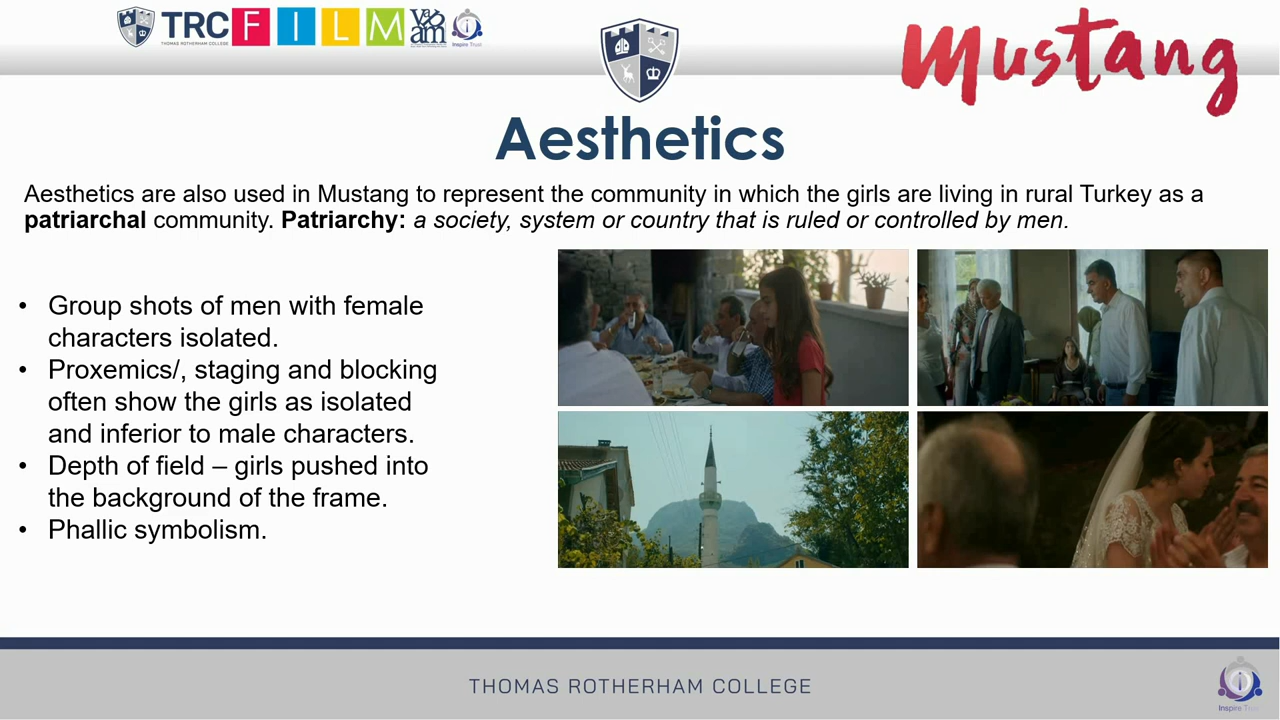 TRC FILM
THOMAS ROTHERHAM COLLEGE
Inspire Trust
Mustang
Aesthetics
Aesthetics are also used in Mustang to represent the community in which the girls are living in rural Turkey as a
patriarchal community. Patriarchy: a society, system or country that is ruled or controlled by men.
• Group shots of men with female
characters isolated.
• Proxemics/, staging and blocking
often show the girls as isolated
and inferior to male characters.
• Depth of field – girls pushed into
the background of the frame.
• Phallic symbolism.
THOMAS ROTHERHAM COLLEGE
Inspire Trust